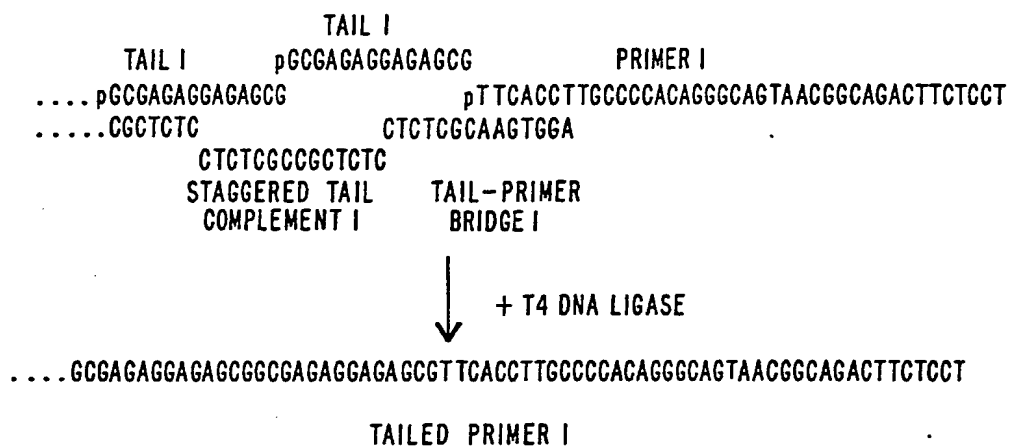 TAIL I
TAIL I pGCGAGAGGAGAGCG PRIMER I
....pGCGAGAGGAGAGCG pTTCACCTTGCCCCACAGGGCAGTAACGGCAGACTTCTCCT
.....CGCTCTC CTCTCGCAAGTGGA
CTCTCGCCGCTCTC
STAGGERED TAIL TAIL-PRIMER
COMPLEMENT I BRIDGE I
+ T4 DNA LIGASE
....GCGAGAGGAGAGCGGCGAGAGGAGAGCGTTCACCTTGCCCCACAGGGCAGTAACGGCAGACTTCTCCT
TAILED PRIMER I